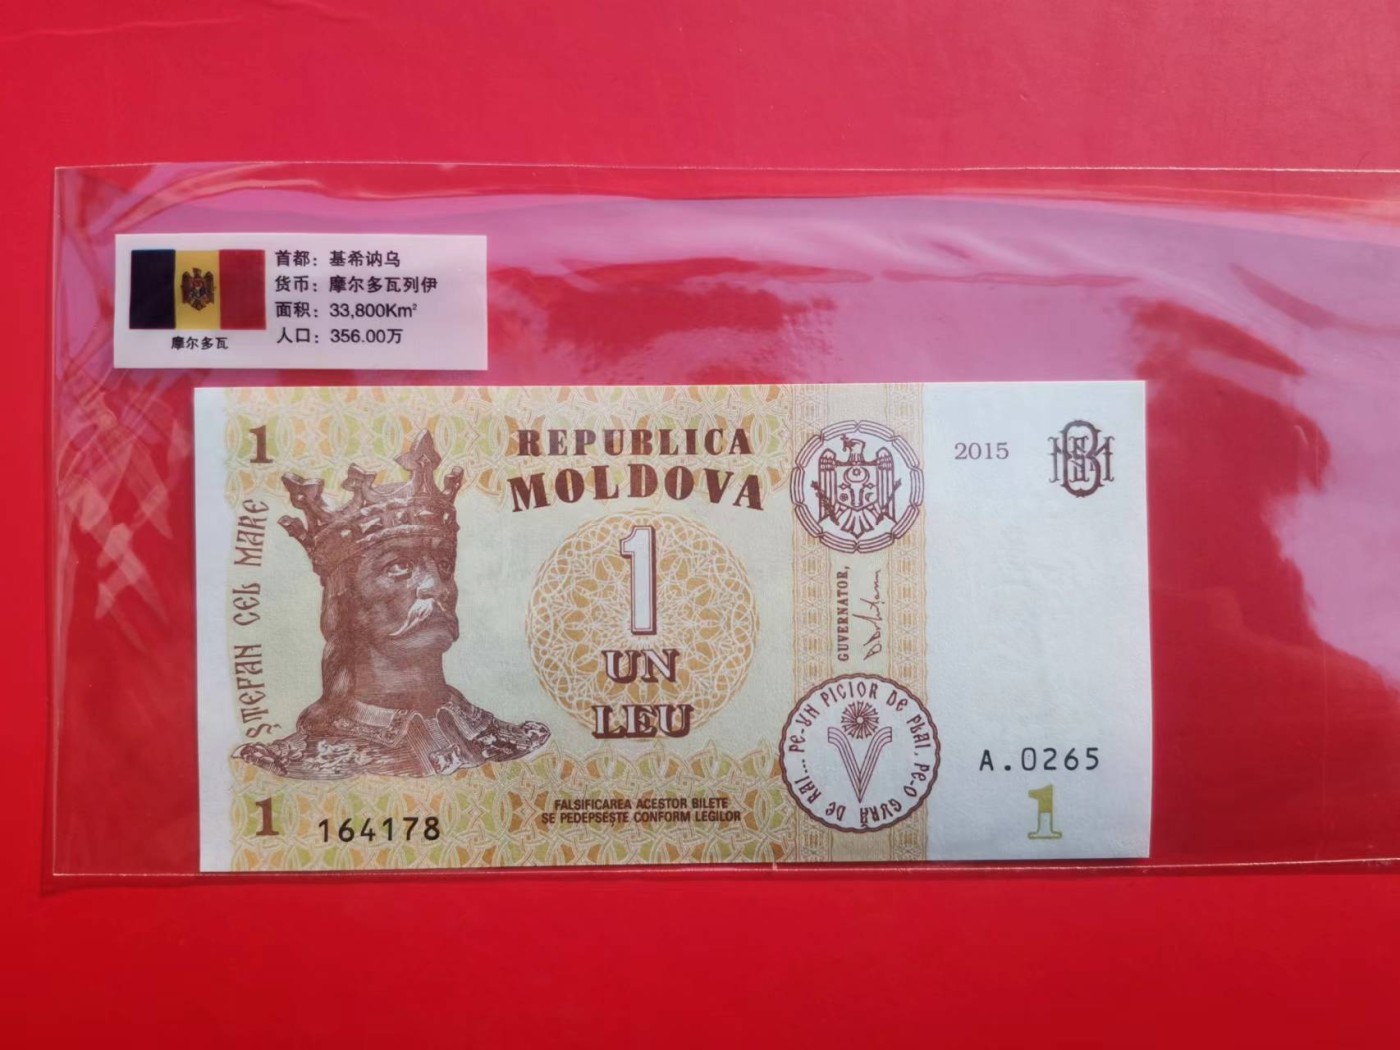 首都：基希讷乌
货币：摩尔多瓦列伊
面积：33,800Km²
人口：356.00万
摩尔多瓦
1
REPUBLICA
MOLDOVA
2015
ŞTEFAN CEL MARE
1
UN
LEU
GUVERNATOR,
PE-UN PICIOR DE PLAI, PE-O GURĂ DE RAI...
A.0265
1
1
164178
FALSIFICAREA ACESTOR BILETE
SE PEDEPSEŞTE CONFORM LEGILOR